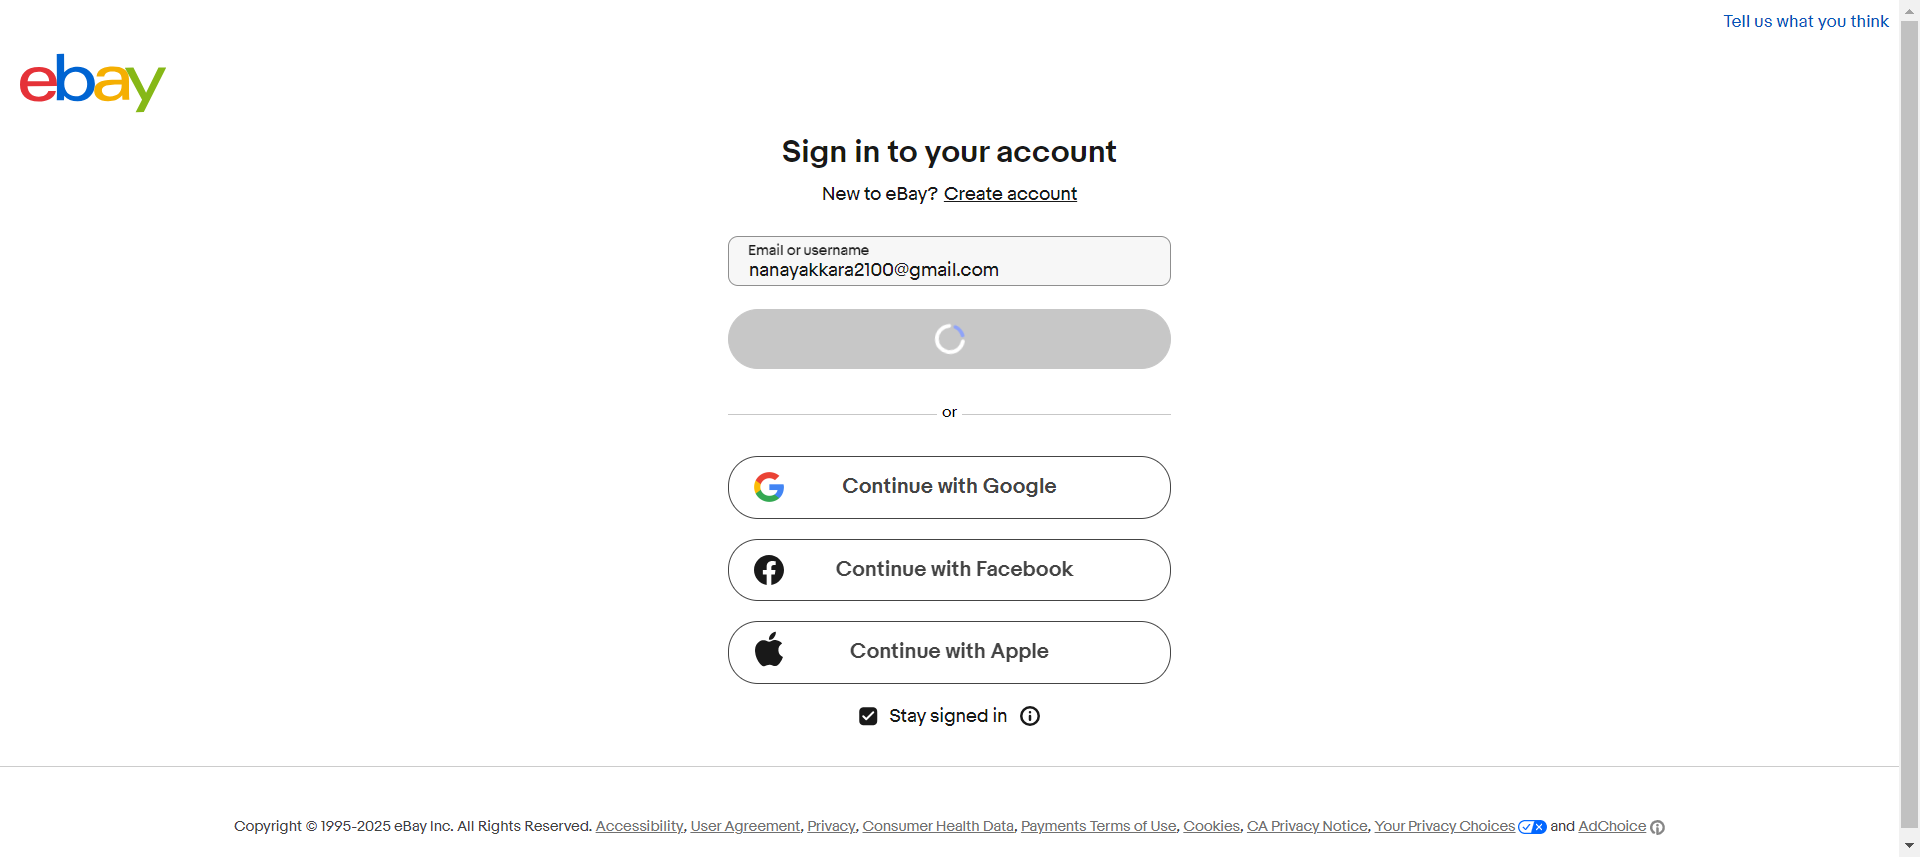 Tell us what you think
ebay
Sign in to your account
New to eBay? Create account
Email or username
nanayakkara2100@gmail.com
or
Continue with Google
Continue with Facebook
Continue with Apple
Stay signed in
Copyright © 1995-2025 eBay Inc. All Rights Reserved. Accessibility, User Agreement, Privacy, Consumer Health Data, Payments Terms of Use, Cookies, CA Privacy Notice, Your Privacy Choices and AdChoice